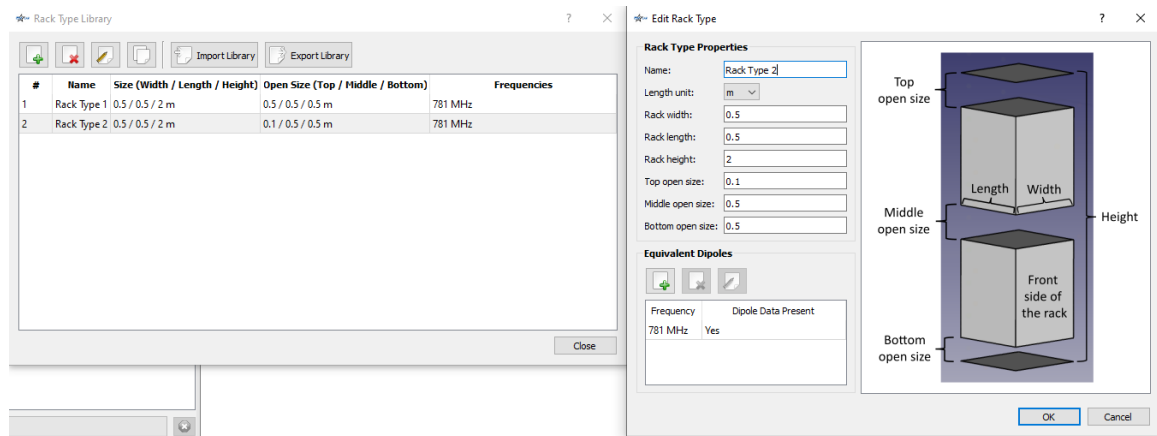 Rack Type Library
Import Library
Export Library
# Name Size (Width / Length / Height) Open Size (Top / Middle / Bottom) Frequencies
1 Rack Type 1 0.5 / 0.5 / 2 m 0.5 / 0.5 / 0.5 m 781 MHz
2 Rack Type 2 0.5 / 0.5 / 2 m 0.1 / 0.5 / 0.5 m 781 MHz
Close
Edit Rack Type
Rack Type Properties
Name: Rack Type 2
Length unit: m
Rack width: 0.5
Rack length: 0.5
Rack height: 2
Top open size: 0.1
Middle open size: 0.5
Bottom open size: 0.5
Equivalent Dipoles
Frequency Dipole Data Present
781 MHz Yes
Top
open size
Length Width
Middle
open size
Height
Front
side of
the rack
Bottom
open size
OK Cancel